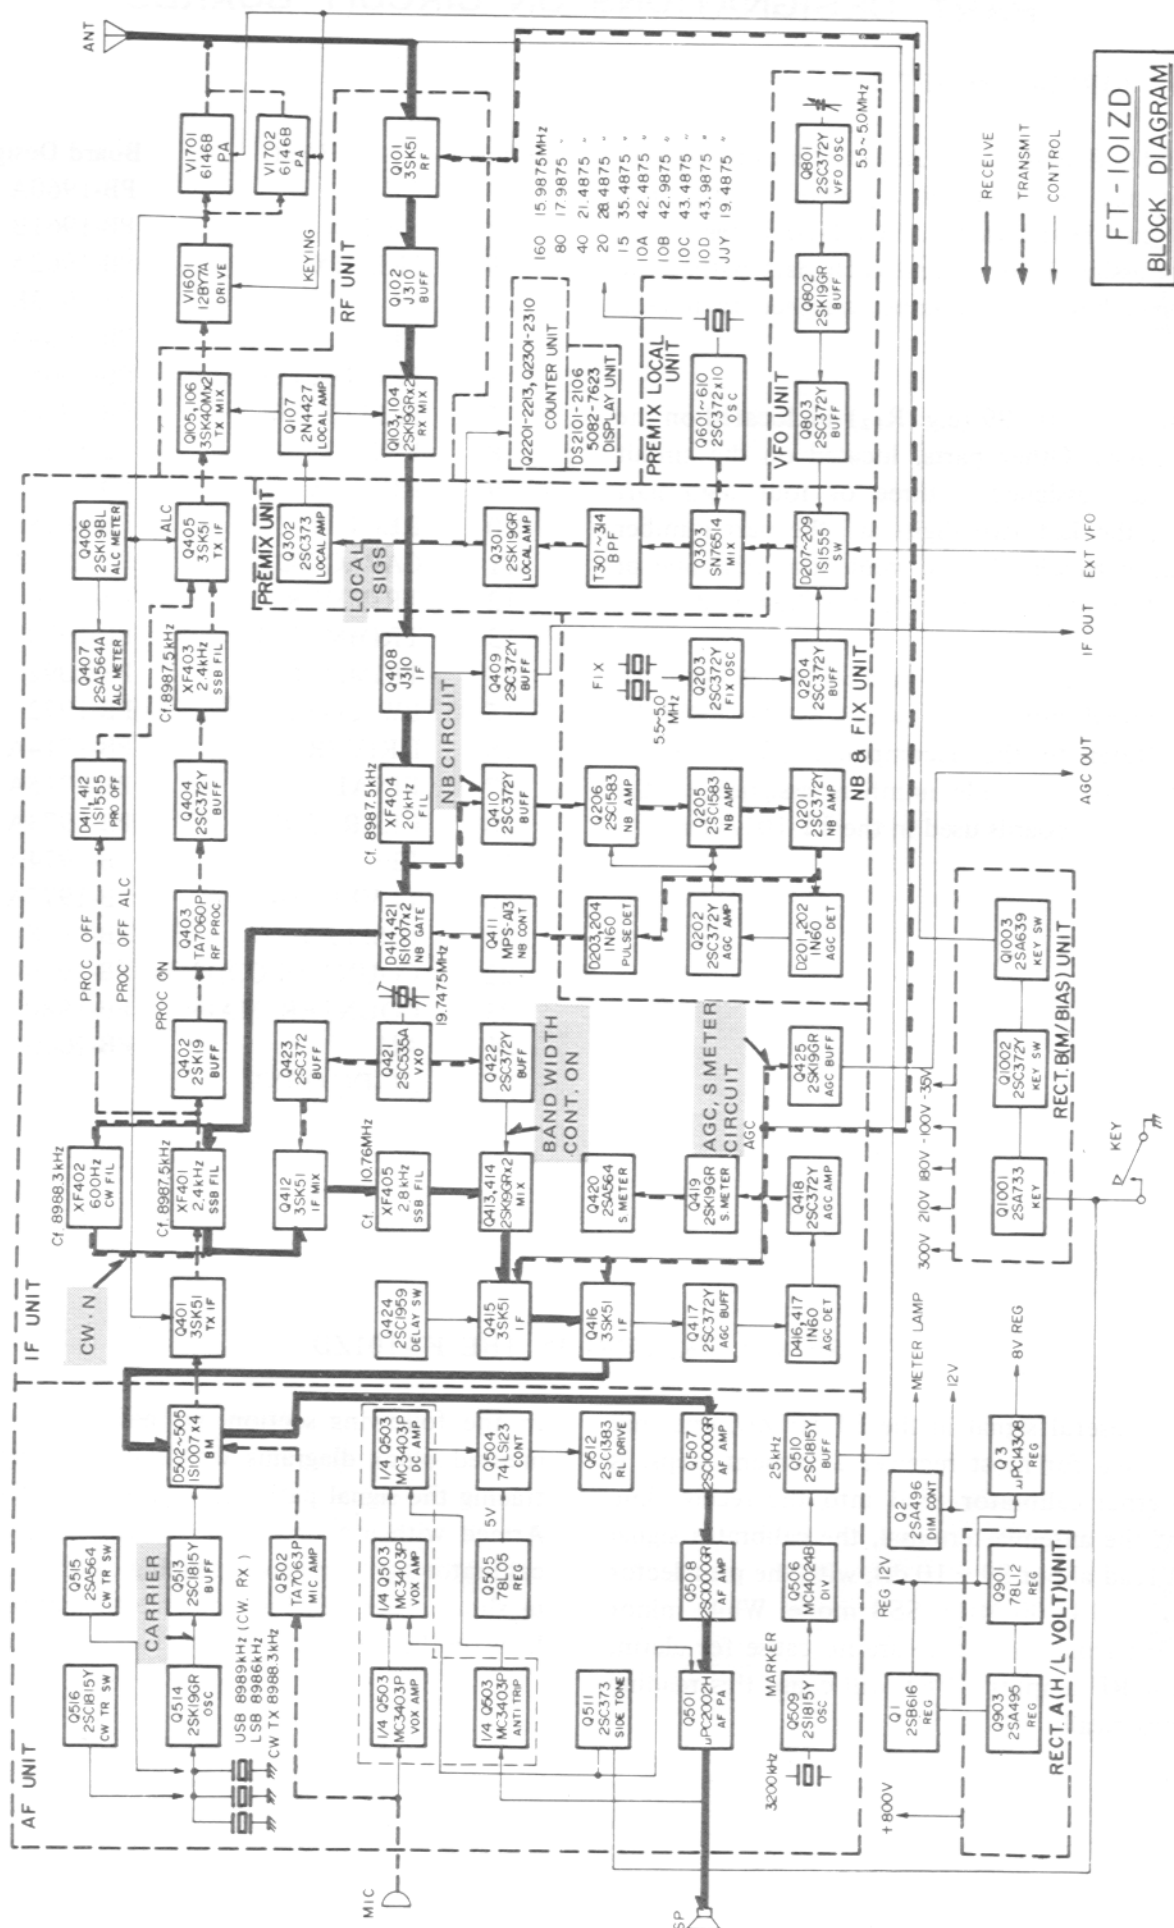 FT-101ZD
BLOCK DIAGRAM
RECEIVE
TRANSMIT
CONTROL
AF UNIT
Q516
2SC1815Y
CW TR SW
Q515
2SA564
CW TR SW
Q514
2SK19GR
OSC
CARRIER
Q513
2SC1815Y
BUFF
D502~505
1S1007x4
BM
USB 8989kHz (CW. RX)
LSB 8986kHz
CW TX 8988.3kHz
Q502
TA7063P
MIC AMP
MIC
1/4 Q503
MC3403P
VOX AMP
1/4 Q503
MC3403P
VOX AMP
1/4 Q503
MC3403P
DC AMP
1/4 Q503
MC3403P
ANTI TRIP
Q505
78L05
REG
5V
Q504
74LS123
CONT
Q511
2SC373
SIDE TONE
Q512
2SC1383
RL DRIVE
SP
Q501
µPC2002H
AF PA
Q508
2SC1000GR
AF AMP
Q507
2SC1000GR
AF AMP
MARKER
3200kHz
Q509
2S1815Y
OSC
Q506
MC14024B
DIV
25kHz
Q510
2SC1815Y
BUFF
IF UNIT
CW.N
Q401
3SK51
TX IF
Cf.8988.3kHz
XF402
600Hz
CW FIL
Cf.8987.5kHz
XF401
2.4kHz
SSB FIL
PROC OFF
PROC OFF ALC
PROC ON
Q402
2SK19
BUFF
Q403
TA7060P
RF PROC
Q404
2SC372Y
BUFF
Cf.8987.5kHz
XF403
2.4kHz
SSB FIL
D411,412
1S1555
PRO OFF
Q407
2SA564A
ALC METER
Q406
2SK19BL
ALC METER
ALC
Q405
3SK51
TX IF
Q412
3SK51
IF MIX
Q423
2SC372
BUFF
Cf. 10.76MHz
XF405
2.8kHz
SSB FIL
Q421
2SC535A
VXO
19.7475MHz
Q422
2SC372Y
BUFF
Q413,414
2SK19GRx2
MIX
BAND WIDTH
CONT. ON
D414,421
1S1007x2
NB GATE
Q411
MPS-A13
NB CONT
Cf. 8987.5kHz
XF404
20kHz
FIL
NB CIRCUIT
Q410
2SC372Y
BUFF
Q408
J310
IF
Q409
2SC372Y
BUFF
Q424
2SC1959
DELAY SW
Q415
3SK51
IF
Q416
3SK51
IF
Q417
2SC372Y
AGC BUFF
D416,417
1N60
AGC DET
Q420
2SA564
S METER
Q419
2SK19GR
S. METER
Q418
2SC372Y
AGC AMP
AGC
AGC, S METER
CIRCUIT
Q425
2SK19GR
AGC BUFF
NB & FIX UNIT
D203,204
1N60
PULSE DET
Q202
2SC372Y
AGC AMP
D201,202
1N60
AGC DET
Q206
2SC1583
NB AMP
Q205
2SC1583
NB AMP
Q201
2SC372Y
NB AMP
FIX
5.5~5.0
MHz
Q203
2SC372Y
FIX OSC
Q204
2SC372Y
BUFF
D207~209
1S1555
SW
PREMIX UNIT
LOCAL
SIGS
Q302
2SC373
LOCAL AMP
Q301
2SK19GR
LOCAL AMP
T301~314
BPF
Q303
SN76514
MIX
RF UNIT
Q105,106
3SK40Mx2
TX MIX
Q107
2N4427
LOCAL AMP
Q103,104
2SK19GRx2
RX MIX
Q102
J310
BUFF
Q101
3SK51
RF
V1601
12BY7A
DRIVE
KEYING
V1701
6146B
PA
V1702
6146B
PA
ANT
Q2201-2213,Q2301-2310
COUNTER UNIT
DS2101-2106
5082-7623
DISPLAY UNIT
160 15.9875MHz
80 17.9875 "
40 21.4875 "
20 28.4875 "
15 35.4875 "
10A 42.4875 "
10B 42.9875 "
10C 43.4875 "
10D 43.9875 "
JJY 19.4875 "
PREMIX LOCAL
UNIT
Q601~610
2SC372x10
OSC
VFO UNIT
Q803
2SC372Y
BUFF
Q802
2SK19GR
BUFF
Q801
2SC372Y
VFO OSC
5.5~5.0MHz
EXT VFO
IF OUT
AGC OUT
RECT. A(H/L VOLT)UNIT
+800V
Q1
2SB616
REG
Q903
2SA495
REG
Q901
78L12
REG
REG 12V
Q2
2SA496
DIM CONT
METER LAMP
12V
Q3
µPC14308
REG
8V REG
RECT.B(M/BIAS)UNIT
300V
210V
180V
-100V
-35V
Q1001
2SA733
KEY
Q1002
2SC372Y
KEY SW
Q1003
2SA639
KEY SW
KEY